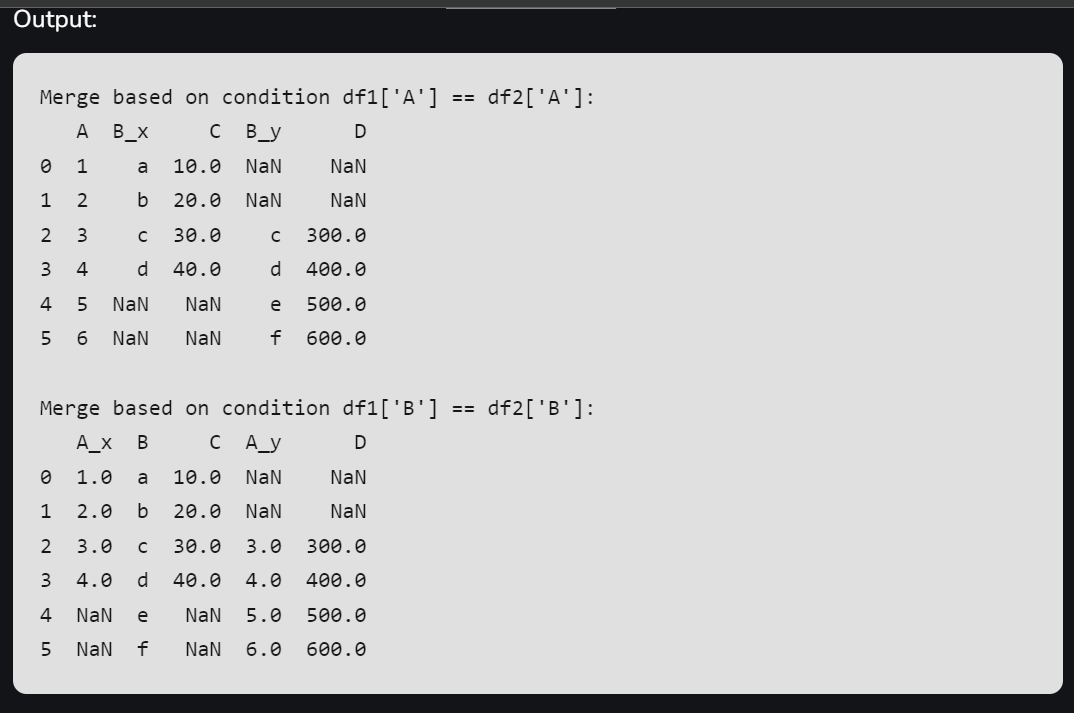 Output:
Merge based on condition df1['A'] == df2['A']:
   A  B_x     C  B_y      D
0  1    a  10.0  NaN    NaN
1  2    b  20.0  NaN    NaN
2  3    c  30.0    c  300.0
3  4    d  40.0    d  400.0
4  5  NaN   NaN    e  500.0
5  6  NaN   NaN    f  600.0
Merge based on condition df1['B'] == df2['B']:
   A_x  B     C  A_y      D
0  1.0  a  10.0  NaN    NaN
1  2.0  b  20.0  NaN    NaN
2  3.0  c  30.0  3.0  300.0
3  4.0  d  40.0  4.0  400.0
4  NaN  e   NaN  5.0  500.0
5  NaN  f   NaN  6.0  600.0